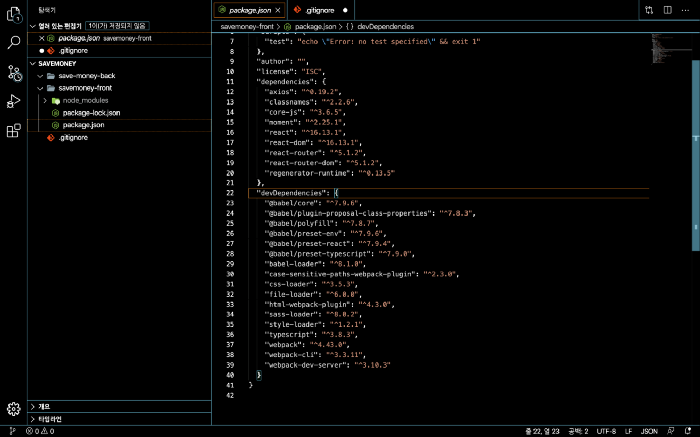 탐색기
package.json
.gitignore
열려 있는 편집기 1이(가) 저장되지 않음
package.json savemoney-front
.gitignore
SAVEMONEY
save-money-back
save-money-front
node_modules
package-lock.json
package.json
.gitignore
개요
타임라인
savemoney-front > package.json > {} devDependencies
7 "test": "echo \"Error: no test specified\" && exit 1"
8 },
9 "author": "",
10 "license": "ISC",
11 "dependencies": {
12 "axios": "^0.19.2",
13 "classnames": "^2.2.6",
14 "core-js": "^3.6.5",
15 "moment": "^2.25.1",
16 "react": "^16.13.1",
17 "react-dom": "^16.13.1",
18 "react-router": "^5.1.2",
19 "react-router-dom": "^5.1.2",
20 "regenerator-runtime": "^0.13.5"
21 },
22 "devDependencies": {
23 "@babel/core": "^7.9.6",
24 "@babel/plugin-proposal-class-properties": "^7.8.3",
25 "@babel/polyfill": "^7.8.7",
26 "@babel/preset-env": "^7.9.6",
27 "@babel/preset-react": "^7.9.4",
28 "@babel/preset-typescript": "^7.9.0",
29 "babel-loader": "^8.1.0",
30 "case-sensitive-paths-webpack-plugin": "^2.3.0",
31 "css-loader": "^3.5.3",
32 "file-loader": "^6.0.0",
33 "html-webpack-plugin": "^4.3.0",
34 "sass-loader": "^8.0.2",
35 "style-loader": "^1.2.1",
36 "typescript": "^3.8.3",
37 "webpack": "^4.43.0",
38 "webpack-cli": "^3.3.11",
39 "webpack-dev-server": "^3.10.3"
40 }
41 }
42
0 0 줄 22, 열 23 공백: 2 UTF-8 LF JSON